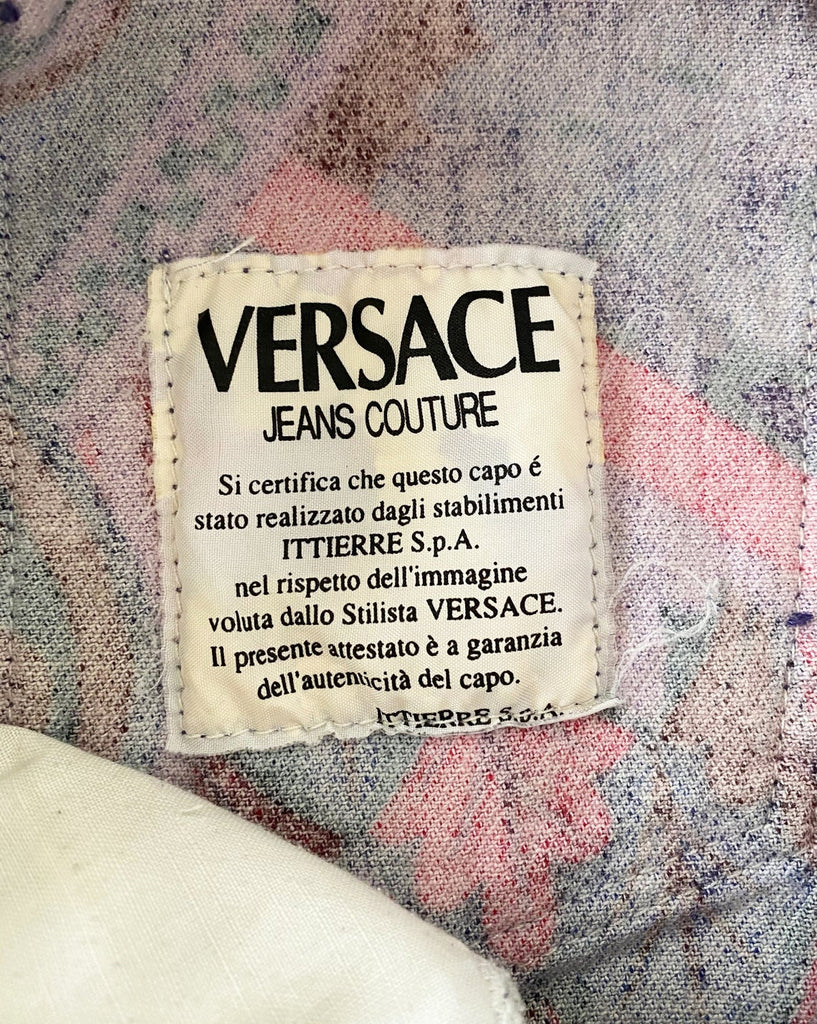 VERSACE
JEANS COUTURE
Si certifica che questo capo é
stato realizzato dagli stabilimenti
ITTIERRE S.p.A.
nel rispetto dell'immagine
voluta dallo Stilista VERSACE.
Il presente attestato è a garanzia
dell'autenticità del capo.
ITTIERRE S.p.A.